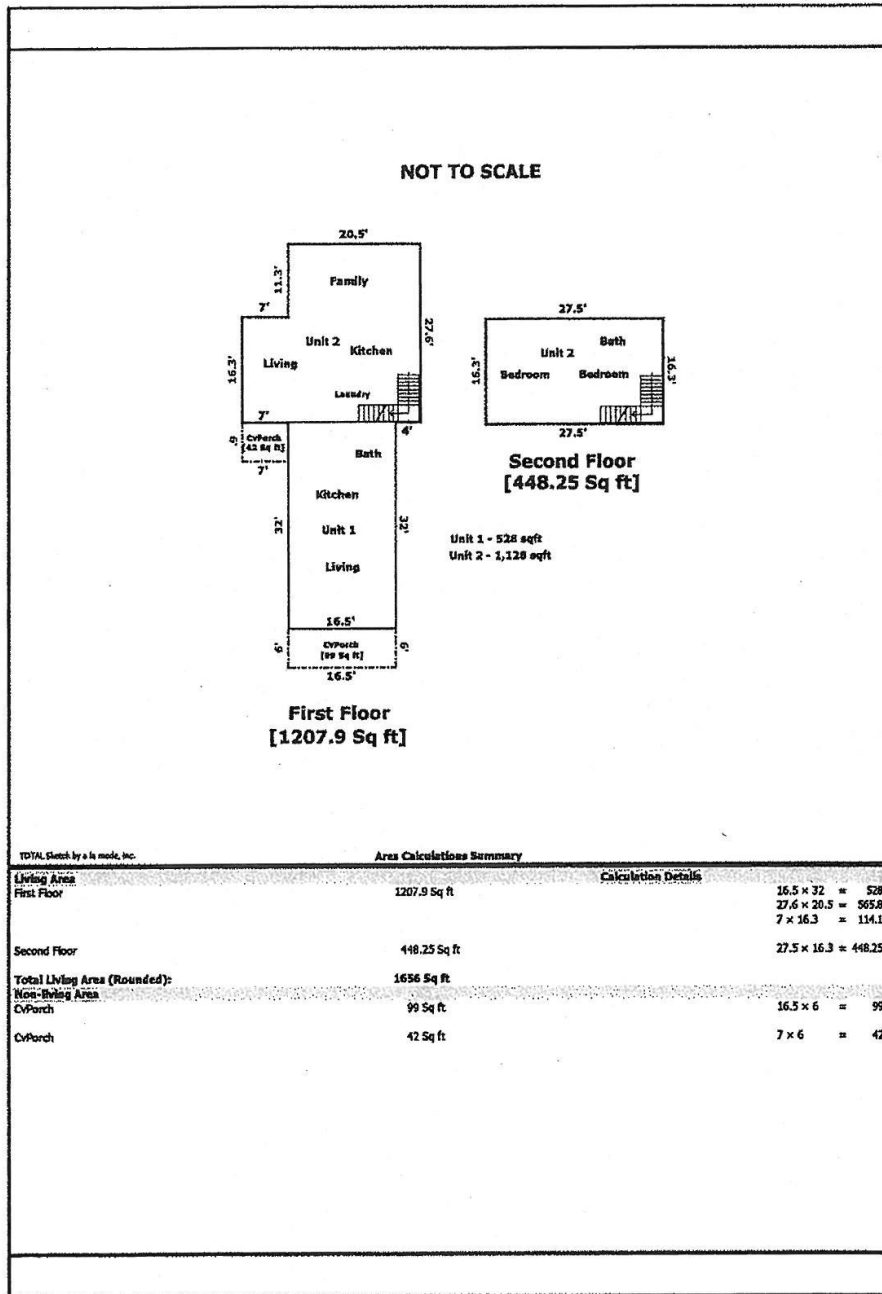 NOT TO SCALE
20.5'
11.3'
Family
7'
27.6'
Unit 2
Kitchen
Living
16.3'
Laundry
7'
4'
6'
CvPorch
[42 Sq ft]
7'
Bath
Kitchen
32'
Unit 1
32'
Living
16.5'
6'
CvPorch
[99 Sq ft]
6'
16.5'
First Floor
[1207.9 Sq ft]
27.5'
16.3'
Bath
Unit 2
Bedroom Bedroom
16.3'
27.5'
Second Floor
[448.25 Sq ft]
Unit 1 - 528 sqft
Unit 2 - 1,128 sqft
TOTAL Sketch by a la mode, inc. Area Calculations Summary
Living Area Calculation Details
First Floor 1207.9 Sq ft 16.5 × 32 = 528
27.6 × 20.5 = 565.8
7 × 16.3 = 114.1
Second Floor 448.25 Sq ft 27.5 × 16.3 = 448.25
Total Living Area (Rounded): 1656 Sq ft
Non-living Area
CvPorch 99 Sq ft 16.5 × 6 = 99
CvPorch 42 Sq ft 7 × 6 = 42